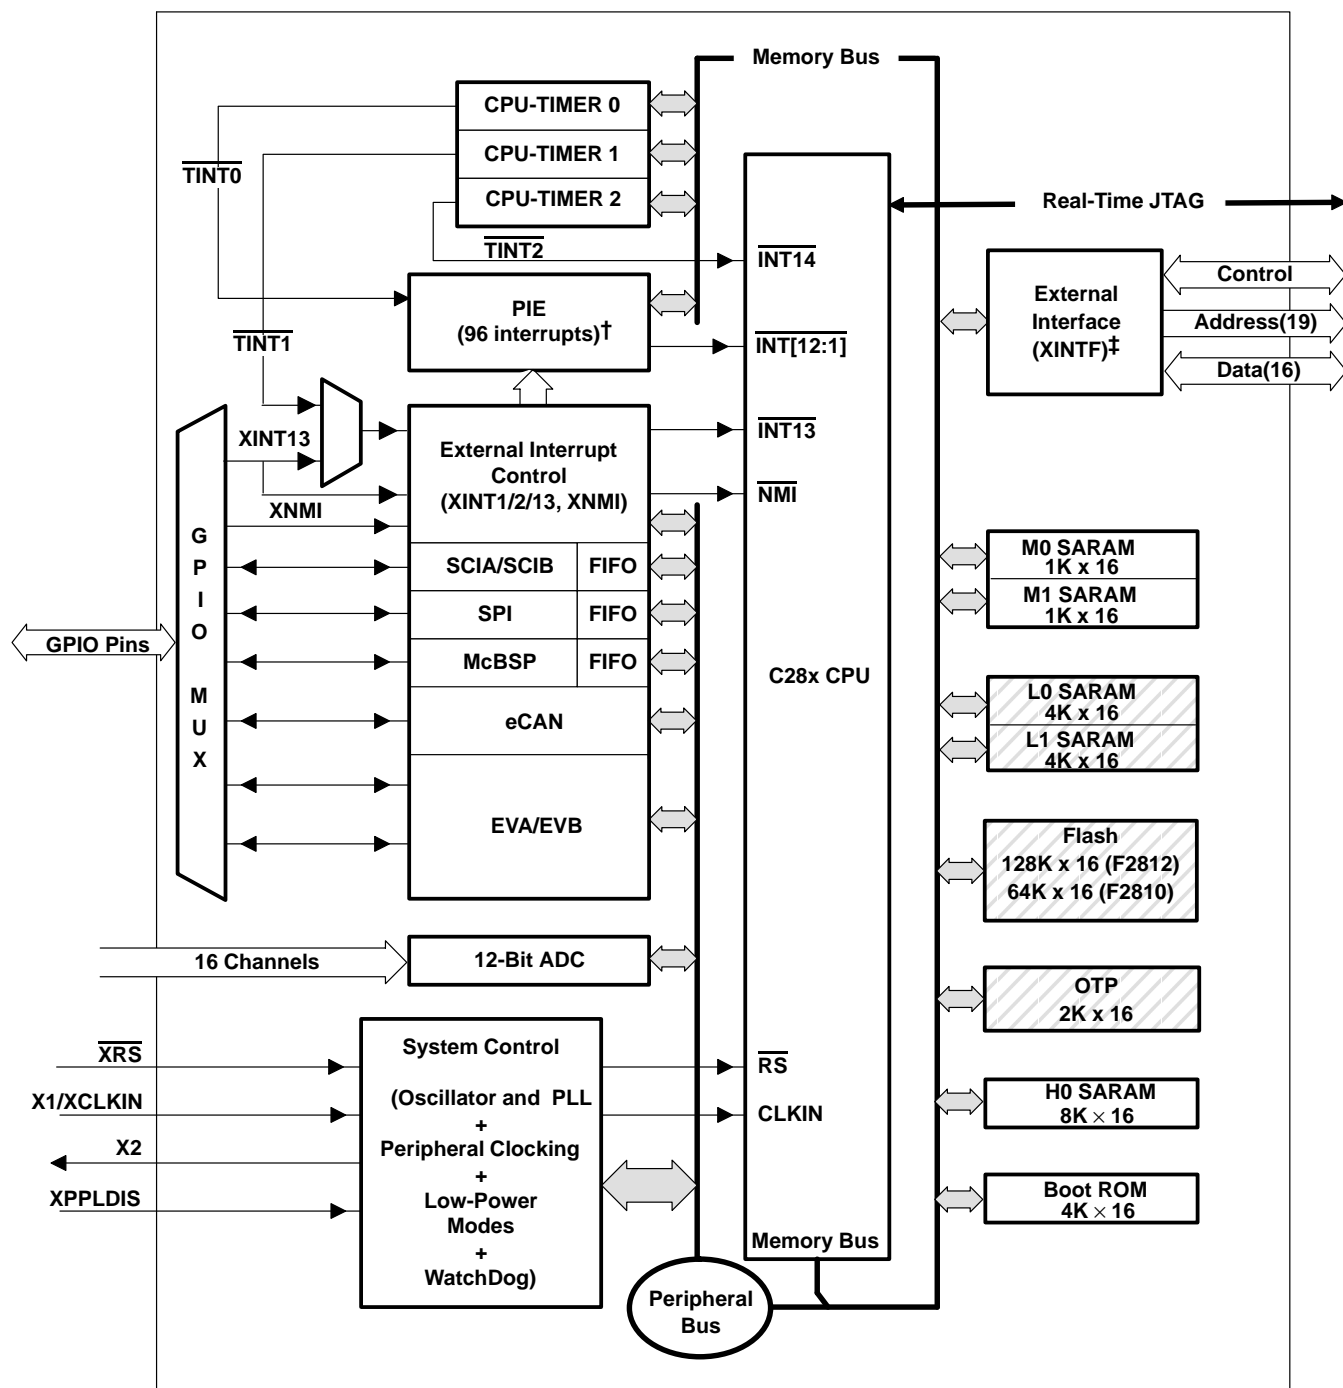 Memory Bus
CPU-TIMER 0
CPU-TIMER 1
CPU-TIMER 2
TINT0
TINT2
TINT1
Real-Time JTAG
INT14
PIE
(96 interrupts)†
INT[12:1]
External
Interface
(XINTF)‡
Control
Address(19)
Data(16)
XINT13
External Interrupt
Control
(XINT1/2/13, XNMI)
INT13
NMI
XNMI
G
P
I
O
M
U
X
GPIO Pins
SCIA/SCIB
FIFO
SPI
FIFO
McBSP
FIFO
eCAN
EVA/EVB
C28x CPU
M0 SARAM
1K x 16
M1 SARAM
1K x 16
L0 SARAM
4K x 16
L1 SARAM
4K x 16
Flash
128K x 16 (F2812)
64K x 16 (F2810)
16 Channels
12-Bit ADC
OTP
2K x 16
XRS
X1/XCLKIN
X2
XPPLDIS
System Control
(Oscillator and PLL
+
Peripheral Clocking
+
Low-Power
Modes
+
WatchDog)
RS
CLKIN
H0 SARAM
8K × 16
Boot ROM
4K × 16
Memory Bus
Peripheral
Bus